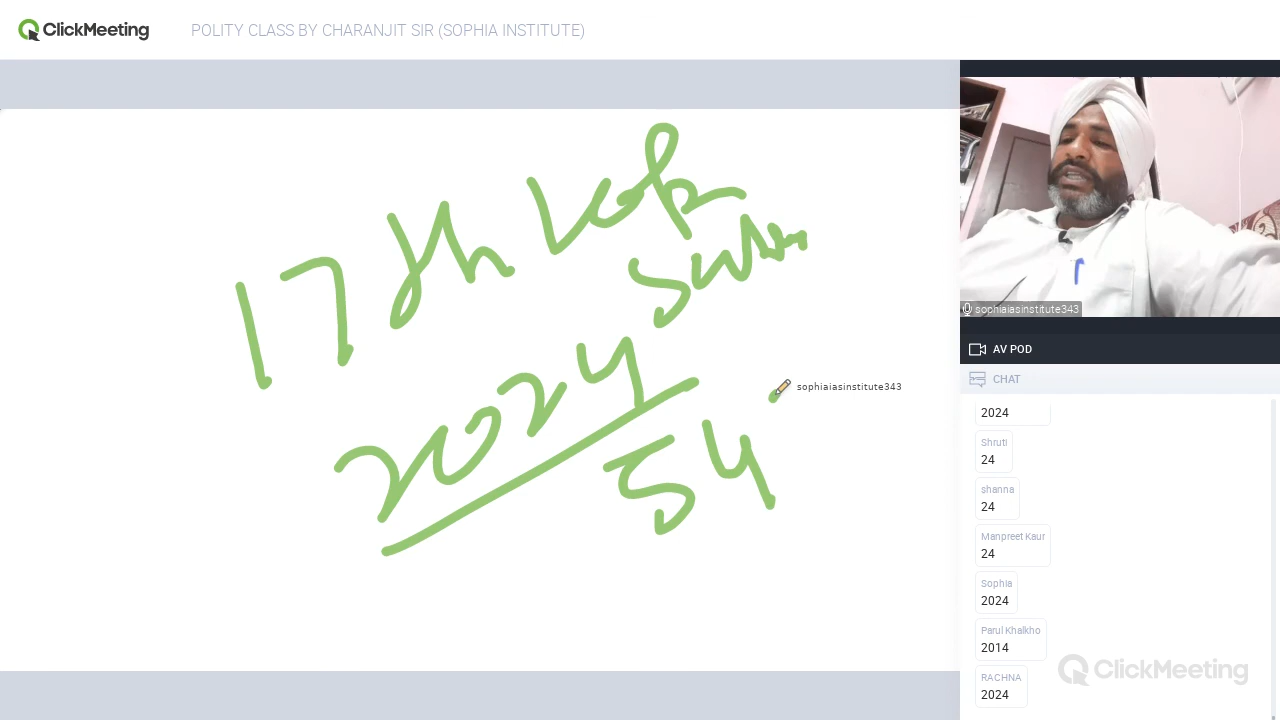 ClickMeeting
POLITY CLASS BY CHARANJIT SIR (SOPHIA INSTITUTE)
17th Lok
2024
54
sophiaiasinstitute343
sophiaiasinstitute343
AV POD
CHAT
2024
Shruti
24
shanna
24
Manpreet Kaur
24
Sophia
2024
Parul Khalkho
2014
RACHNA
2024
ClickMeeting